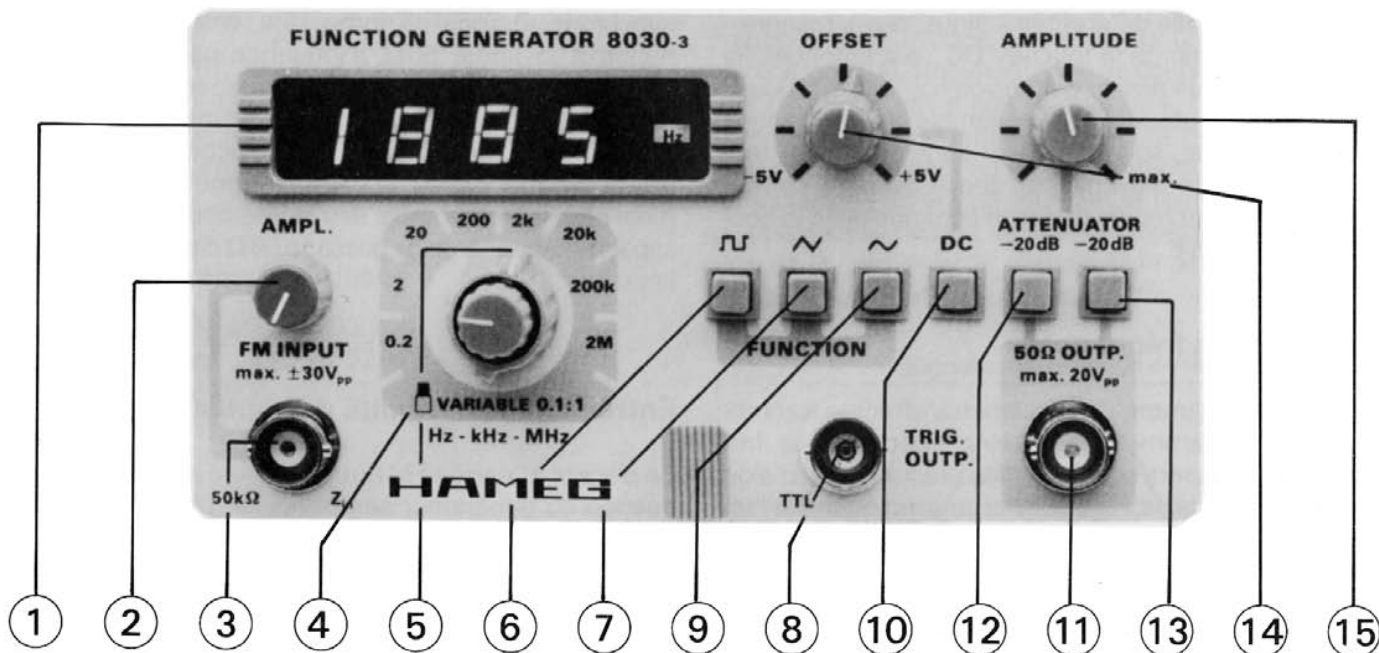 FUNCTION GENERATOR 8030-3
OFFSET
AMPLITUDE
1885
Hz
-5V
+5V
max.
AMPL.
20
200
2k
20k
2
200k
0.2
2M
VARIABLE 0.1:1
Hz - kHz - MHz
DC
ATTENUATOR
-20dB -20dB
FUNCTION
FM INPUT
max. ±30Vpp
50Ω OUTP.
max. 20Vpp
50kΩ
HAMEG
TTL
TRIG.
OUTP.
1 2 3 4 5 6 7 9 8 10 12 11 13 14 15